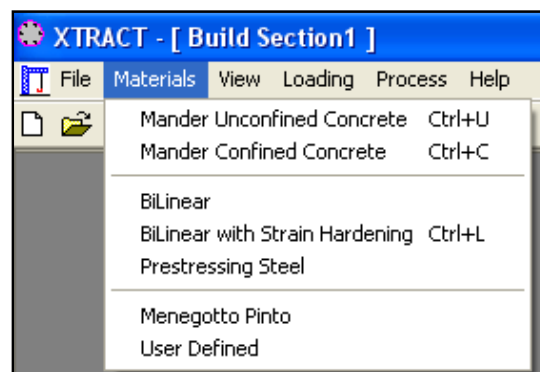 XTRACT - [ Build Section1 ]
File Materials View Loading Process Help
Mander Unconfined Concrete Ctrl+U
Mander Confined Concrete Ctrl+C
BiLinear
BiLinear with Strain Hardening Ctrl+L
Prestressing Steel
Menegotto Pinto
User Defined